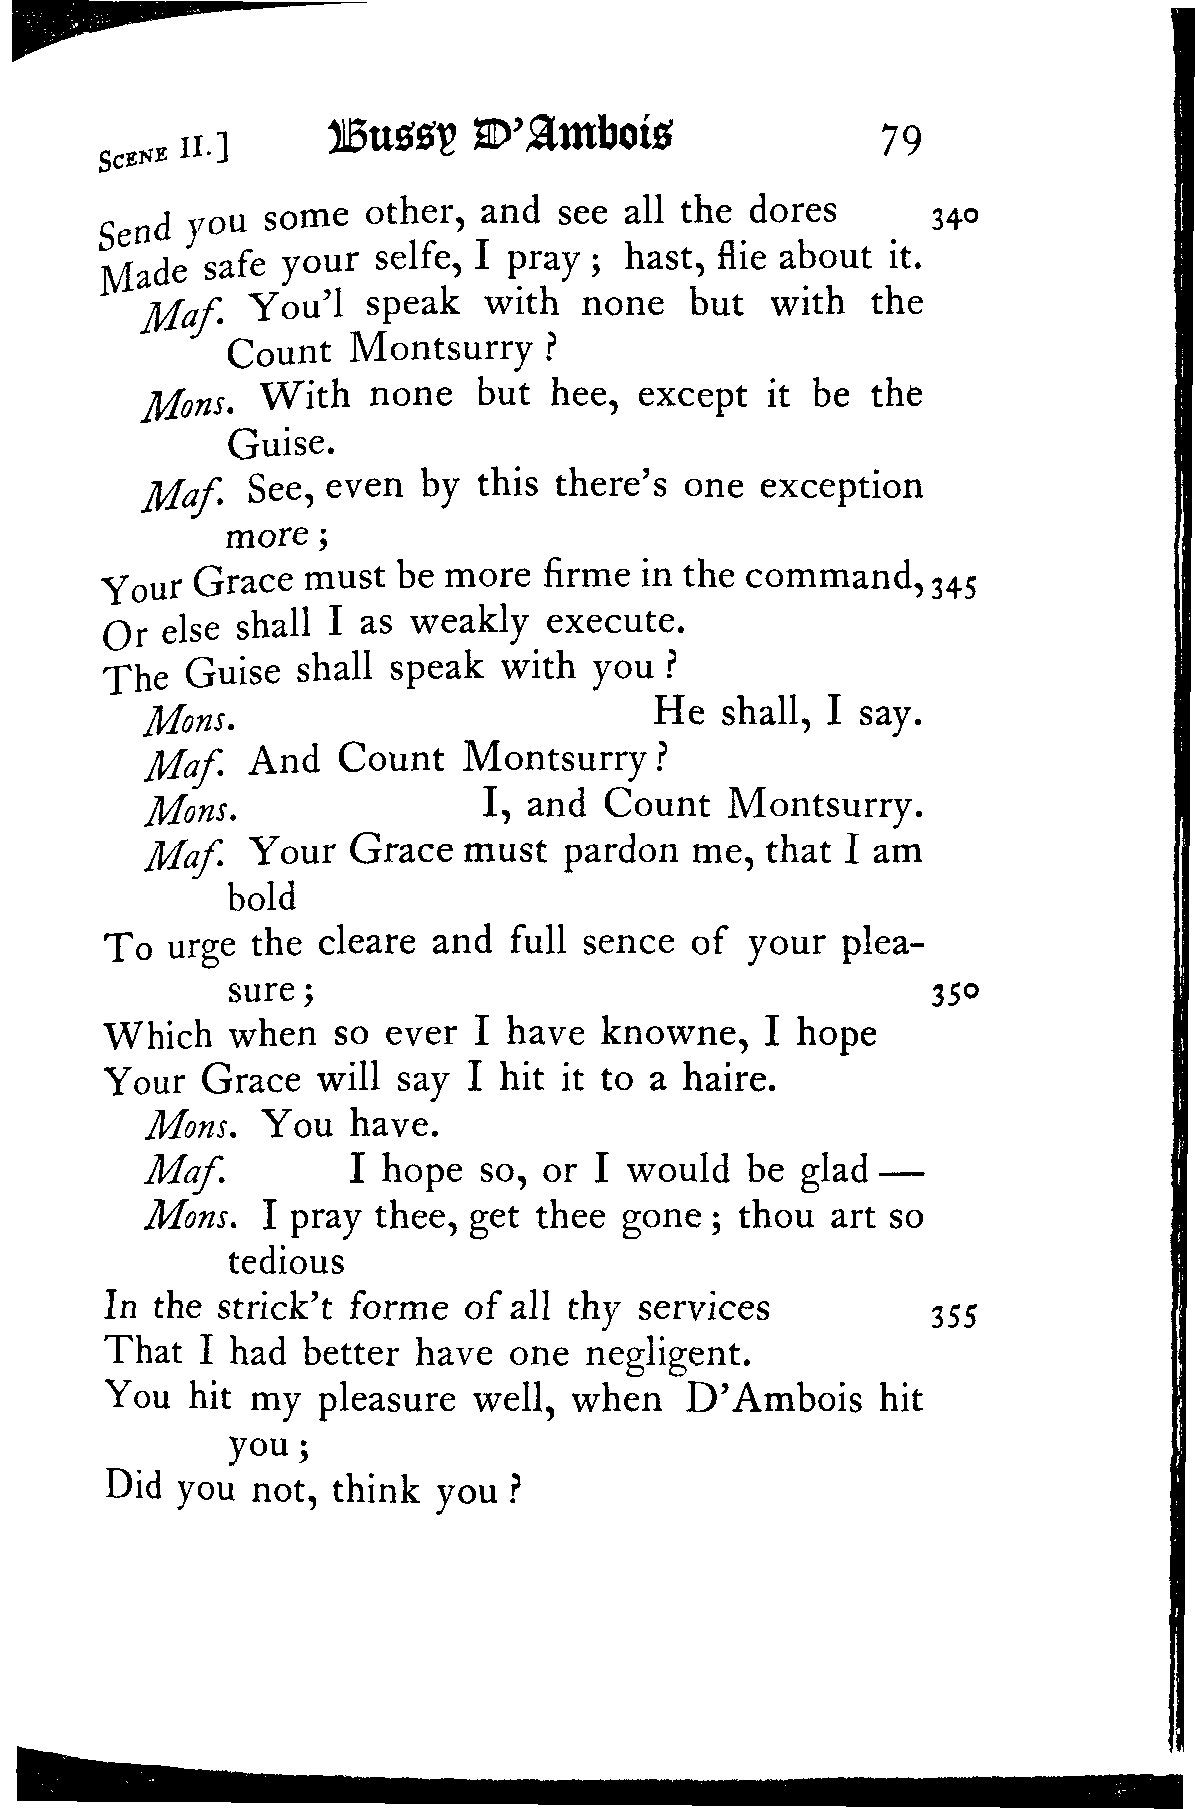 Scene II.] Bussy D'Ambois 79
Send you some other, and see all the dores 340
Made safe your selfe, I pray ; hast, flie about it.
Maf. You'l speak with none but with the
Count Montsurry ?
Mons. With none but hee, except it be the
Guise.
Maf. See, even by this there's one exception
more ;
Your Grace must be more firme in the command, 345
Or else shall I as weakly execute.
The Guise shall speak with you ?
Mons. He shall, I say.
Maf. And Count Montsurry ?
Mons. I, and Count Montsurry.
Maf. Your Grace must pardon me, that I am
bold
To urge the cleare and full sence of your plea-
sure ; 350
Which when so ever I have knowne, I hope
Your Grace will say I hit it to a haire.
Mons. You have.
Maf. I hope so, or I would be glad —
Mons. I pray thee, get thee gone ; thou art so
tedious
In the strick't forme of all thy services 355
That I had better have one negligent.
You hit my pleasure well, when D'Ambois hit
you ;
Did you not, think you ?